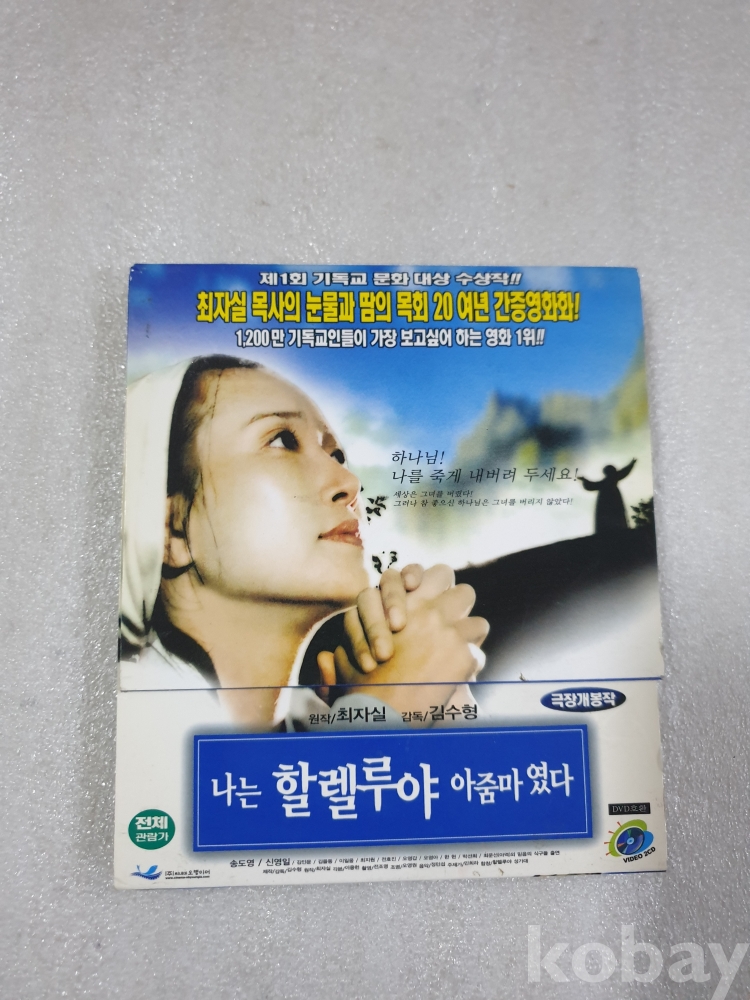 제1회 기독교 문화 대상 수상작!!
최자실 목사의 눈물과 땀의 목회 20 여년 간증영화화!
1,200만 기독교인들이 가장 보고싶어 하는 영화 1위!!
하나님!
나를 죽게 내버려 두세요!
세상은 그녀를 버렸다!
그러나 참 좋으신 하나님은 그녀를 버리지 않았다!
극장개봉작
원작/최자실 감독/김수형
나는 할렐루야 아줌마 였다
전체
관람가
DVD호환
VIDEO 2CD
송도영 / 신영일
kobay